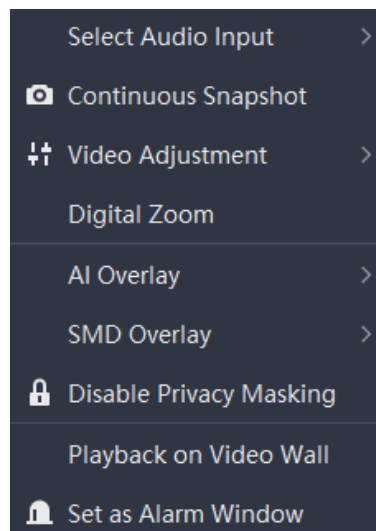 Select Audio Input
Continuous Snapshot
Video Adjustment
Digital Zoom
AI Overlay
SMD Overlay
Disable Privacy Masking
Playback on Video Wall
Set as Alarm Window